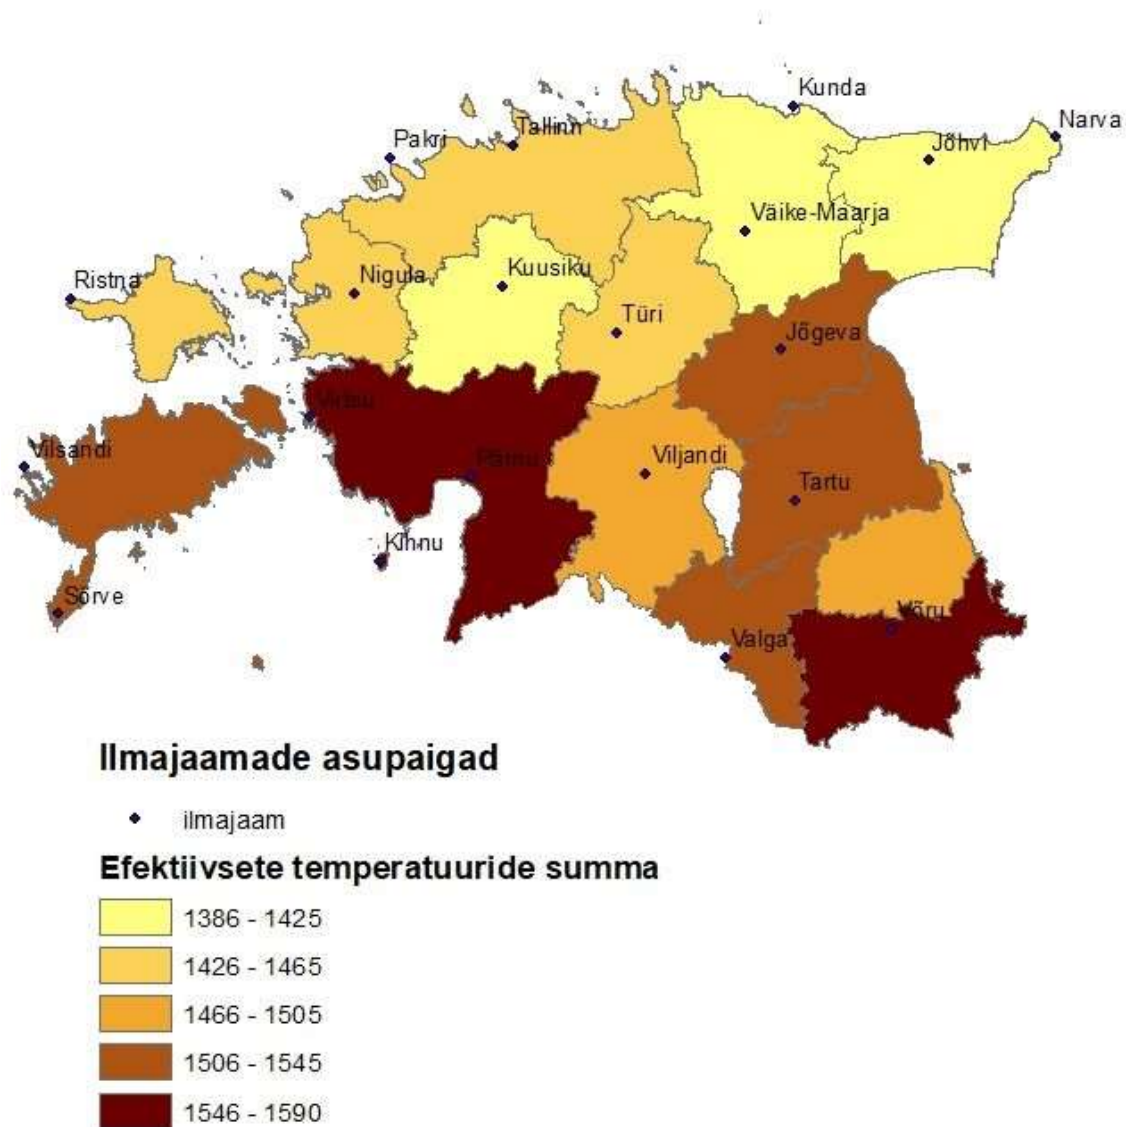 Kunda
Narva
Tallinn
Pakri
Jõhvi
Väike-Maarja
Ristna
Nigula
Kuusiku
Türi
Jõgeva
Virtsu
Vilsandi
Pärnu
Viljandi
Tartu
Kihnu
Sõrve
Võru
Valga
Ilmajaamade asupaigad
ilmajaam
Efektiivsete temperatuuride summa
1386 - 1425
1426 - 1465
1466 - 1505
1506 - 1545
1546 - 1590